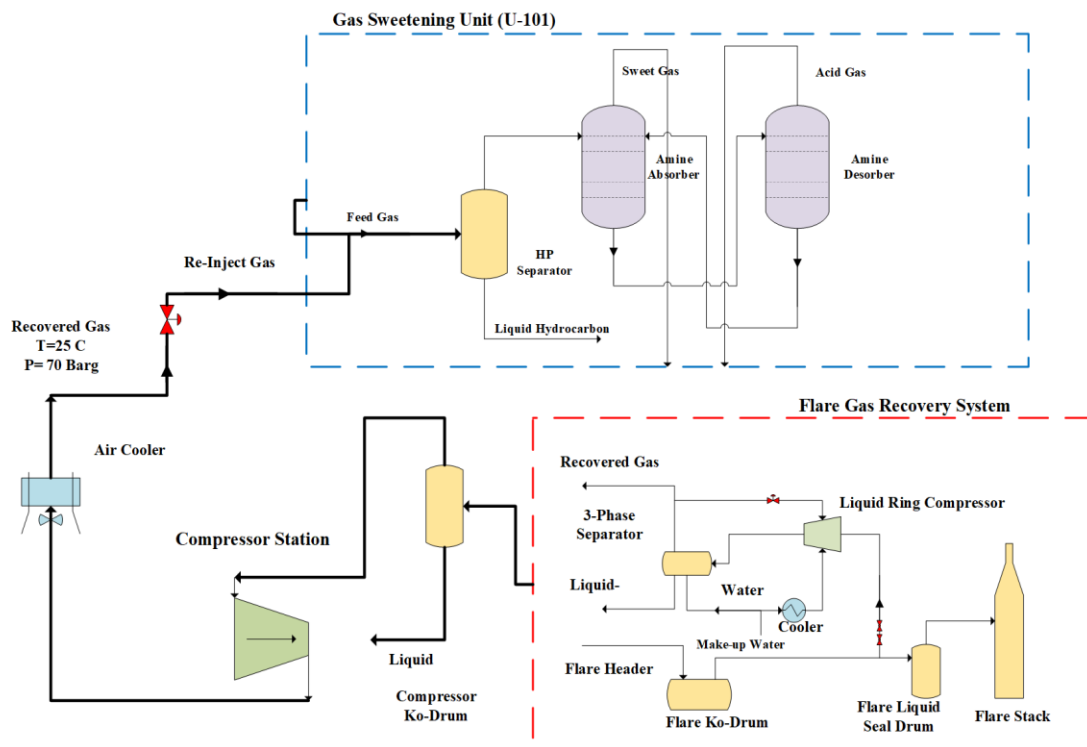 Gas Sweetening Unit (U-101)
Sweet Gas
Acid Gas
Amine
Absorber
Amine
Desorber
Feed Gas
HP
Separator
Re-Inject Gas
Liquid Hydrocarbon
Recovered Gas
T=25 C
P= 70 Barg
Air Cooler
Compressor Station
Liquid
Compressor
Ko-Drum
Flare Gas Recovery System
Recovered Gas
Liquid Ring Compressor
3-Phase
Separator
Liquid-
Water
Cooler
Make-up Water
Flare Header
Flare Ko-Drum
Flare Liquid
Seal Drum
Flare Stack